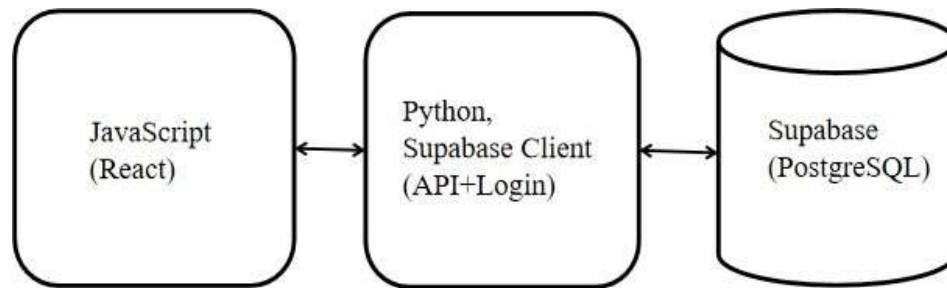 JavaScript
(React)
Python,
Supabase Client
(API+Login)
Supabase
(PostgreSQL)